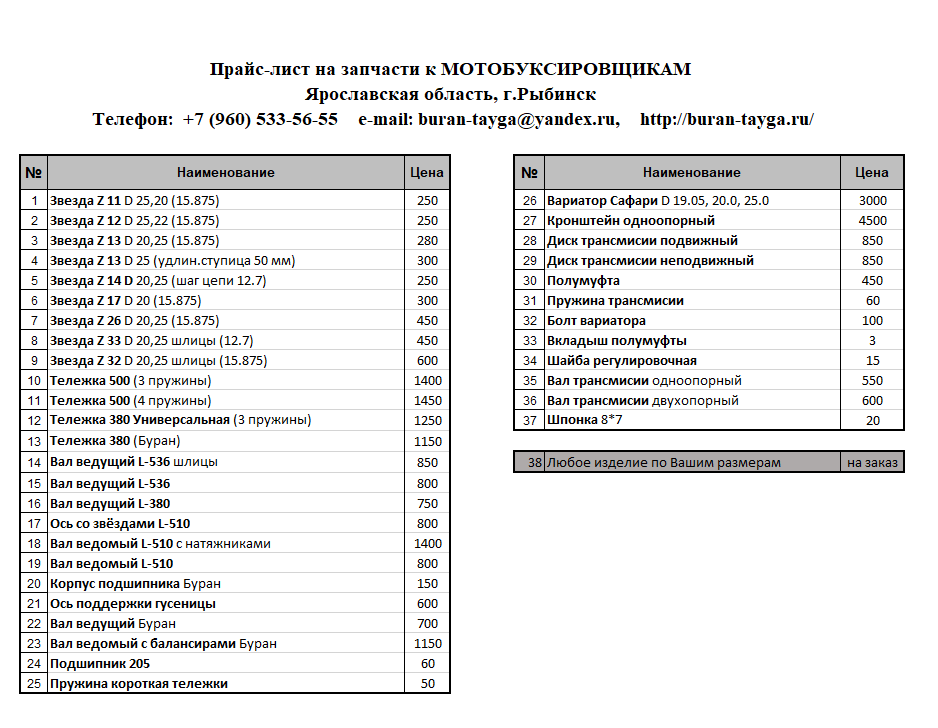 Прайс-лист на запчасти к МОТОБУКСИРОВЩИКАМ
Ярославская область, г.Рыбинск
Телефон: +7 (960) 533-56-55 e-mail: buran-tayga@yandex.ru, http://buran-tayga.ru/
№ Наименование Цена
1 Звезда Z 11 D 25,20 (15.875) 250
2 Звезда Z 12 D 25,22 (15.875) 250
3 Звезда Z 13 D 20,25 (15.875) 280
4 Звезда Z 13 D 25 (удлин.ступица 50 мм) 300
5 Звезда Z 14 D 20,25 (шаг цепи 12.7) 250
6 Звезда Z 17 D 20 (15.875) 300
7 Звезда Z 26 D 20,25 (15.875) 450
8 Звезда Z 33 D 20,25 шлицы (12.7) 450
9 Звезда Z 32 D 20,25 шлицы (15.875) 600
10 Тележка 500 (3 пружины) 1400
11 Тележка 500 (4 пружины) 1450
12 Тележка 380 Универсальная (3 пружины) 1250
13 Тележка 380 (Буран) 1150
14 Вал ведущий L-536 шлицы 850
15 Вал ведущий L-536 800
16 Вал ведущий L-380 750
17 Ось со звёздами L-510 800
18 Вал ведомый L-510 с натяжниками 1400
19 Вал ведомый L-510 800
20 Корпус подшипника Буран 150
21 Ось поддержки гусеницы 600
22 Вал ведущий Буран 700
23 Вал ведомый с балансирами Буран 1150
24 Подшипник 205 60
25 Пружина короткая тележки 50
№ Наименование Цена
26 Вариатор Сафари D 19.05, 20.0, 25.0 3000
27 Кронштейн одноопорный 4500
28 Диск трансмисии подвижный 850
29 Диск трансмисии неподвижный 850
30 Полумуфта 450
31 Пружина трансмисии 60
32 Болт вариатора 100
33 Вкладыш полумуфты 3
34 Шайба регулировочная 15
35 Вал трансмисии одноопорный 550
36 Вал трансмисии двухопорный 600
37 Шпонка 8*7 20
38 Любое изделие по Вашим размерам на заказ